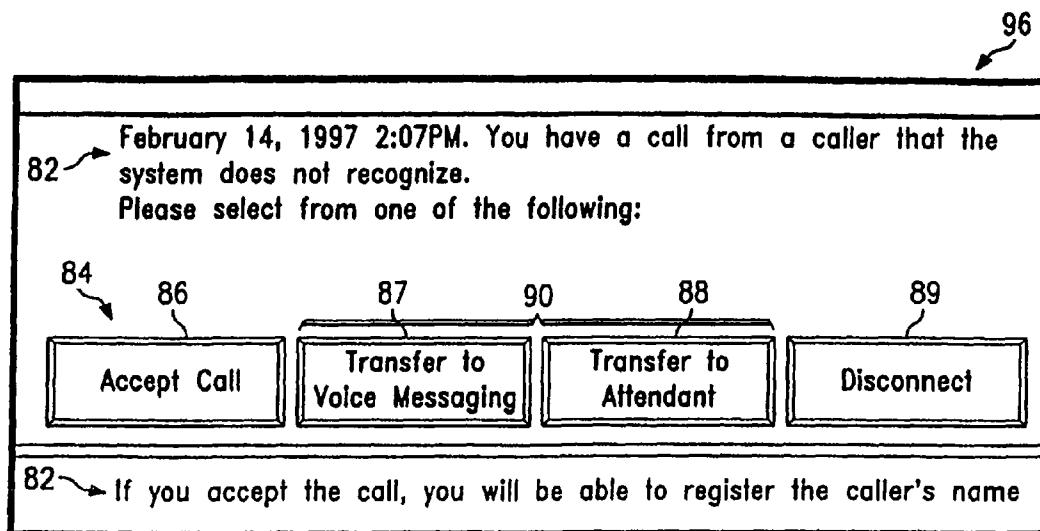 96
82 February 14, 1997 2:07PM. You have a call from a caller that the
system does not recognize.
Please select from one of the following:
84 86 87 90 88 89
Accept Call
Transfer to
Voice Messaging
Transfer to
Attendant
Disconnect
82 If you accept the call, you will be able to register the caller's name